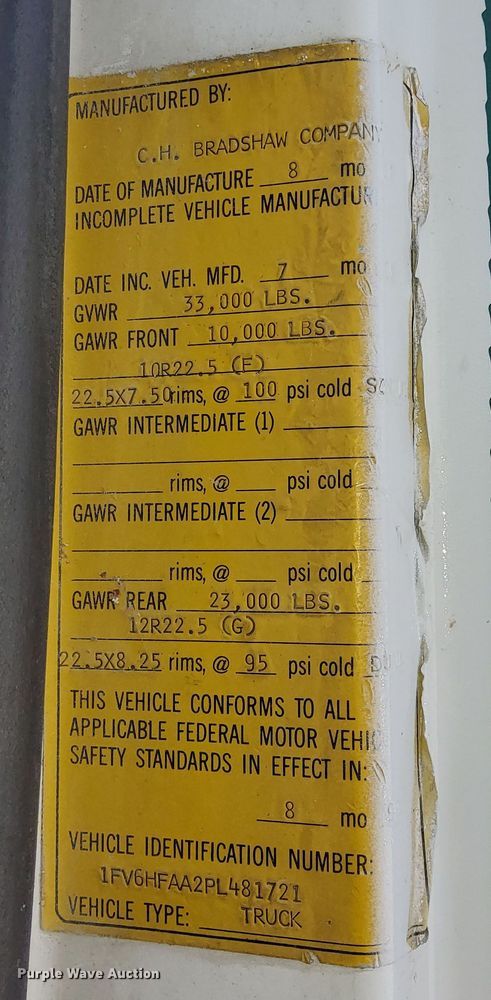 MANUFACTURED BY:
C.H. BRADSHAW COMPANY
DATE OF MANUFACTURE 8 mo
INCOMPLETE VEHICLE MANUFACTUR
DATE INC. VEH. MFD. 7 mo
GVWR 33,000 LBS.
GAWR FRONT 10,000 LBS.
10R22.5 (F)
22.5X7.50 rims, @ 100 psi cold
GAWR INTERMEDIATE (1)
rims, @ psi cold
GAWR INTERMEDIATE (2)
rims, @ psi cold
GAWR REAR 23,000 LBS.
12R22.5 (G)
22.5X8.25 rims, @ 95 psi cold
THIS VEHICLE CONFORMS TO ALL
APPLICABLE FEDERAL MOTOR VEHIC
SAFETY STANDARDS IN EFFECT IN:
8 mo
VEHICLE IDENTIFICATION NUMBER:
1FV6HFAA2PL481721
VEHICLE TYPE: TRUCK
Purple Wave Auction